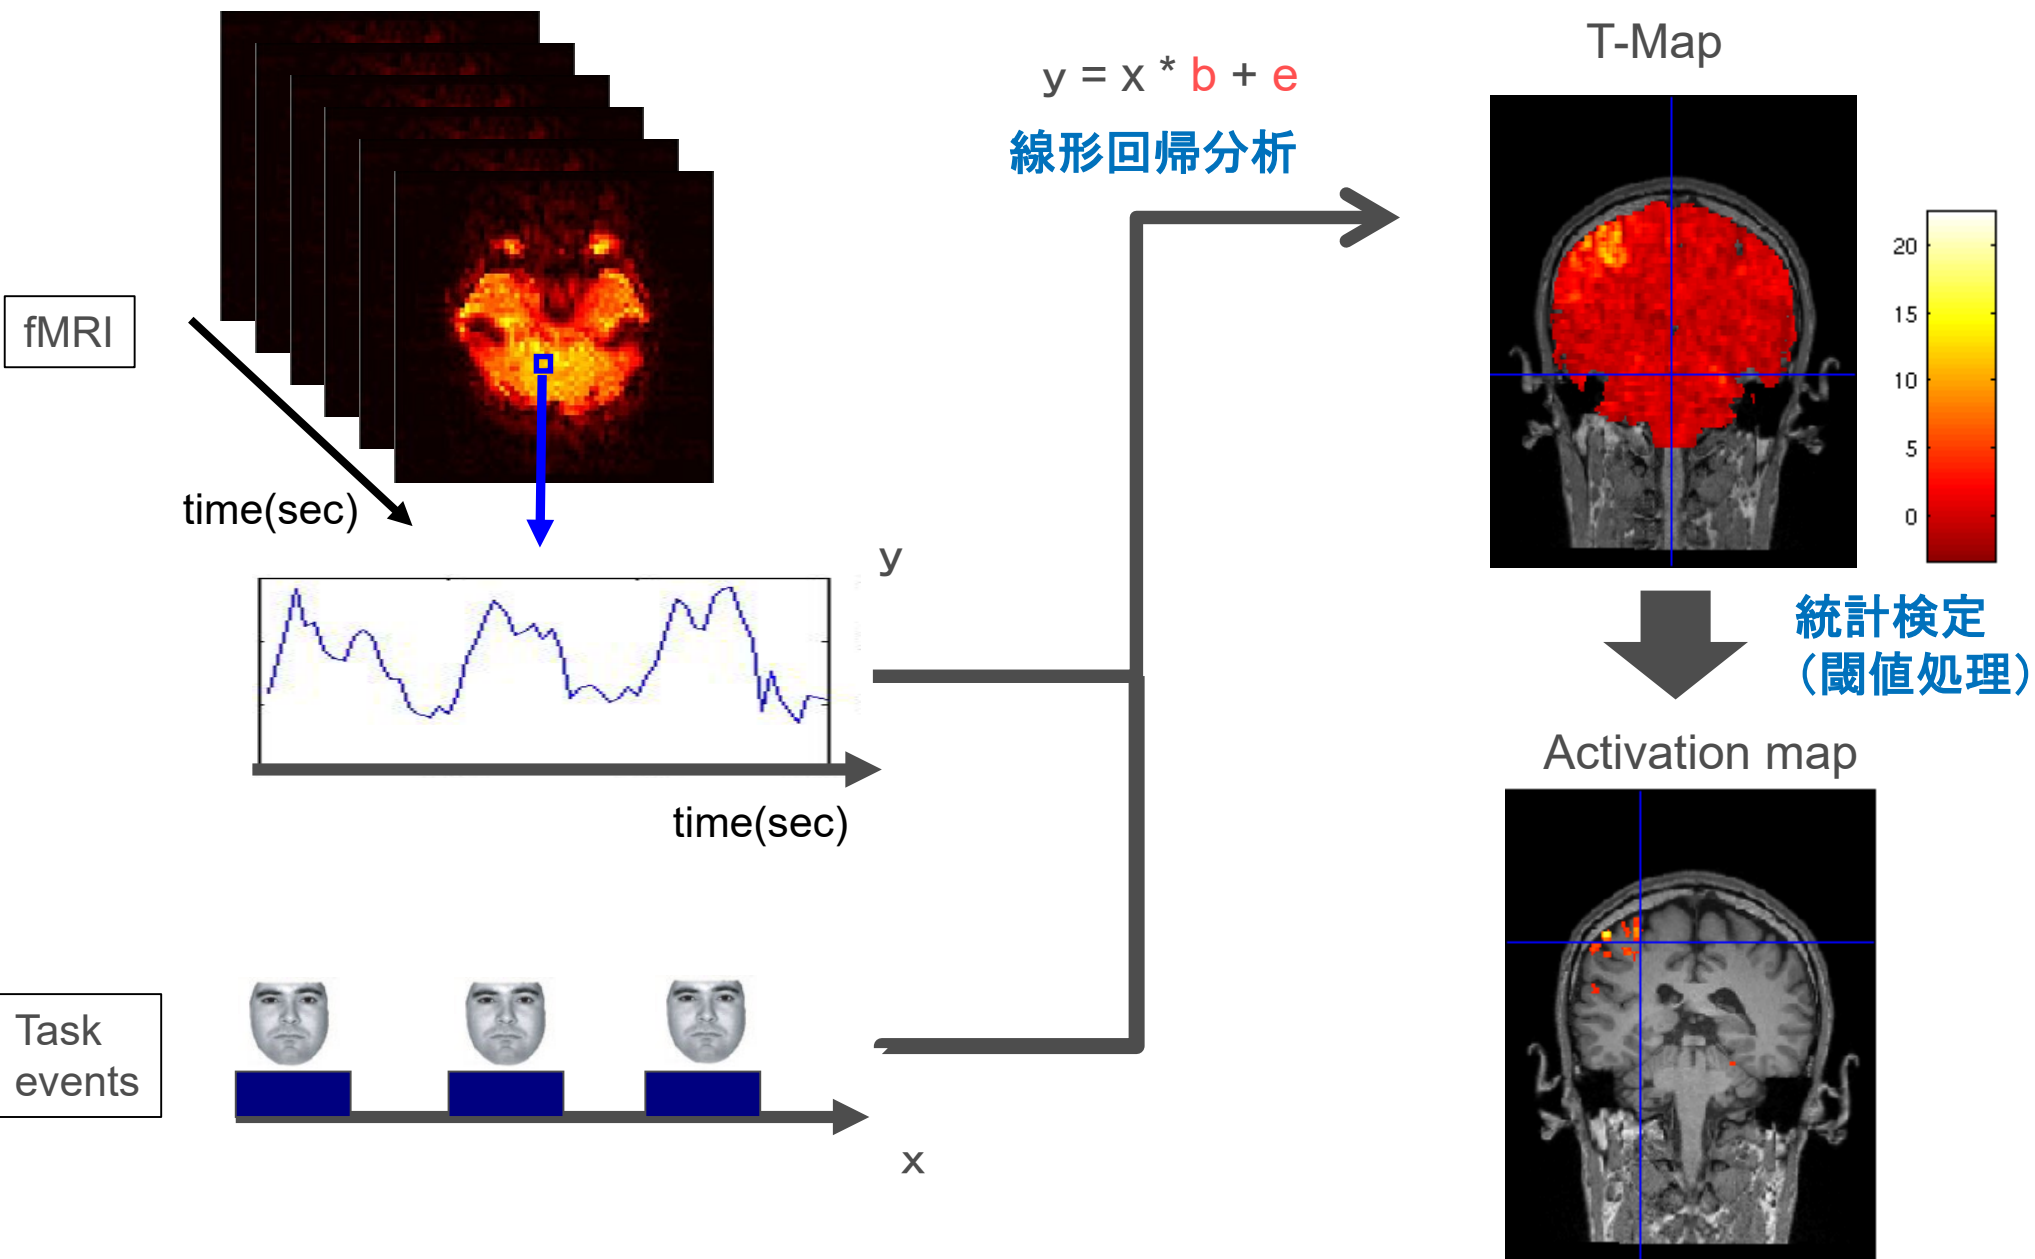 T-Map
y = x * b + e
線形回帰分析
20
15
10
5
0
fMRI
time(sec)
y
統計検定
（閾値処理）
Activation map
time(sec)
Task
events
x